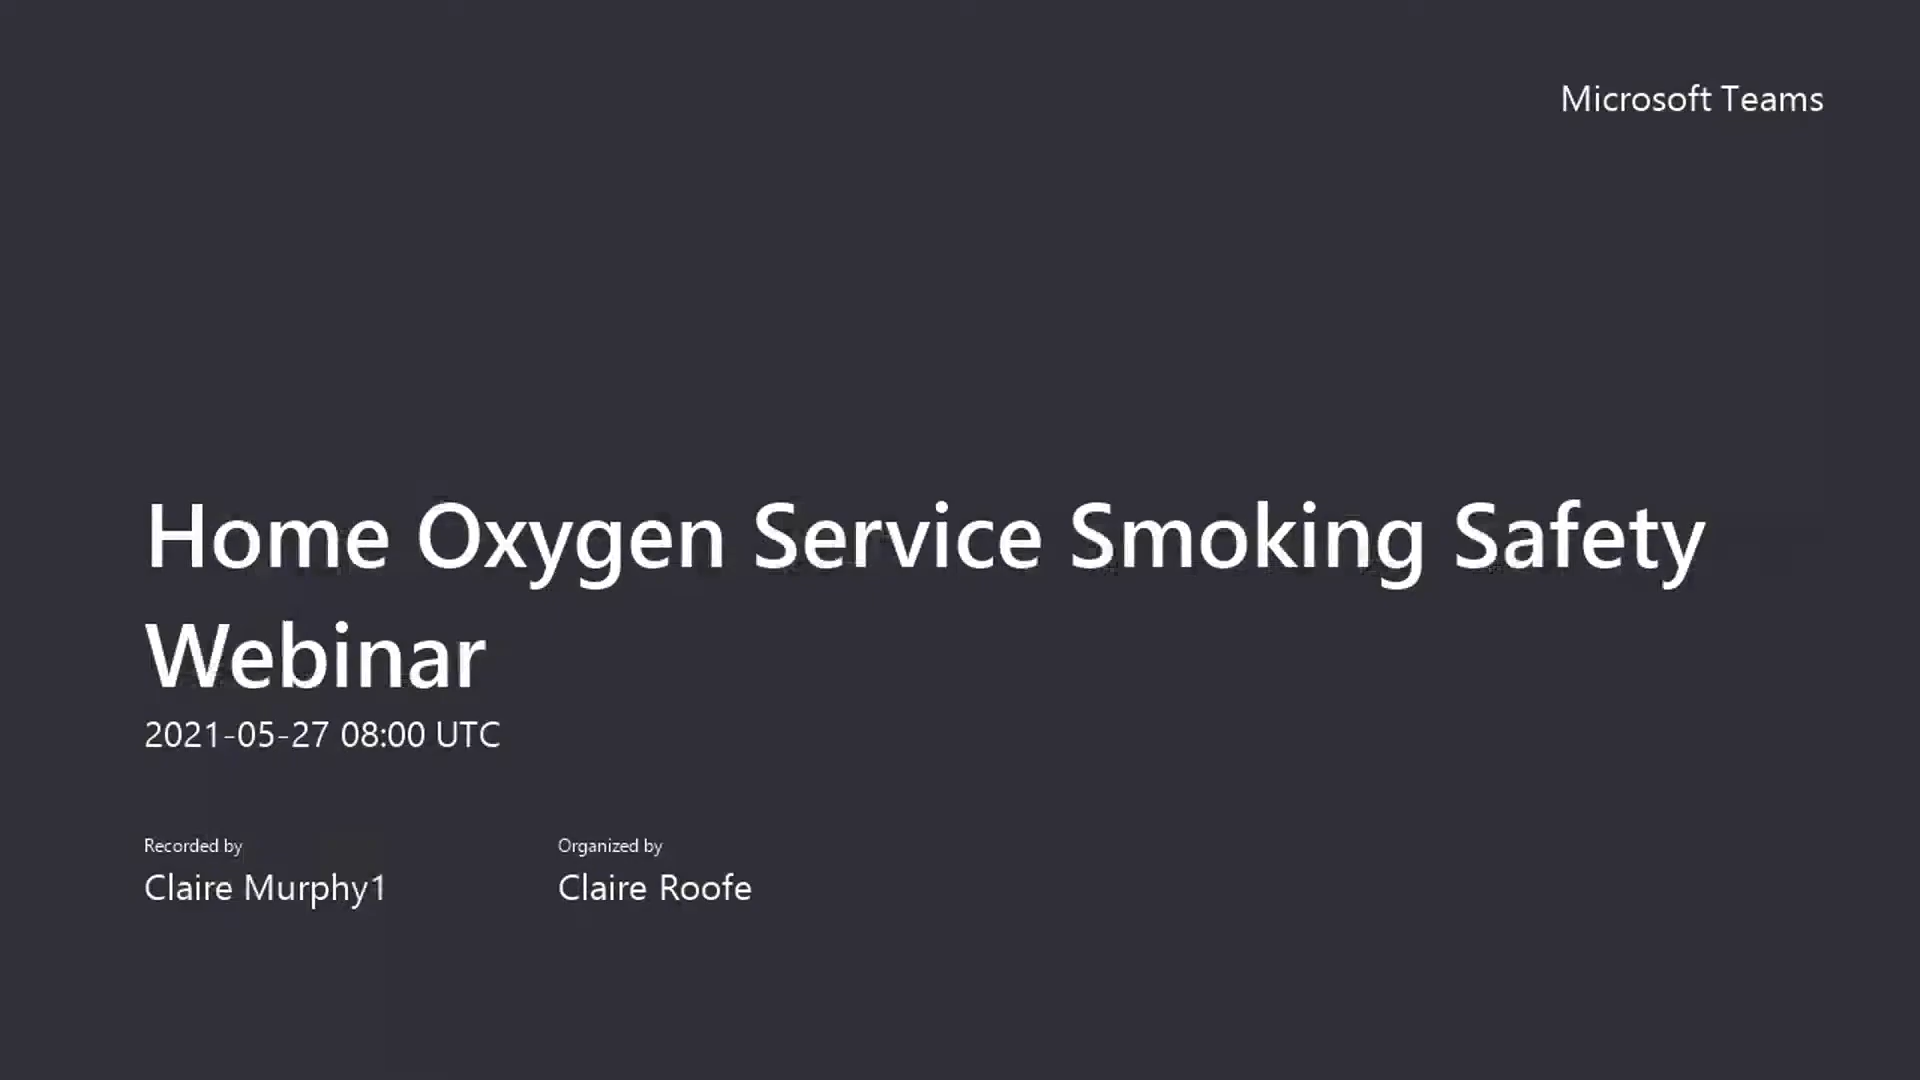 Microsoft Teams
Home Oxygen Service Smoking Safety
Webinar
2021-05-27 08:00 UTC
Recorded by
Claire Murphy1
Organized by
Claire Roofe